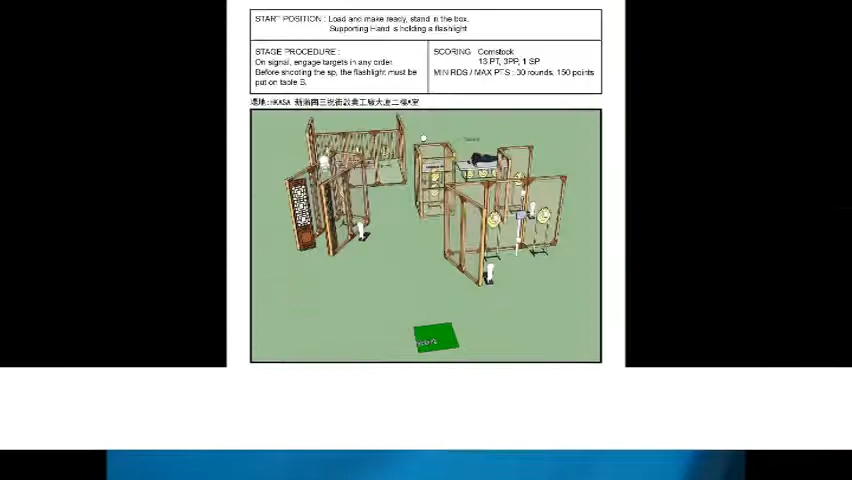 START POSITION : Load and make ready, stand in the box.
Supporting Hand is holding a flashlight
STAGE PROCEDURE :
On signal, engage targets in any order.
Before shooting the sp, the flashlight must be
put on table B.
SCORING Comstock
13 PT, 3PP, 1 SP
MIN RDS / MAX PTS : 30 rounds, 150 points
HKASA